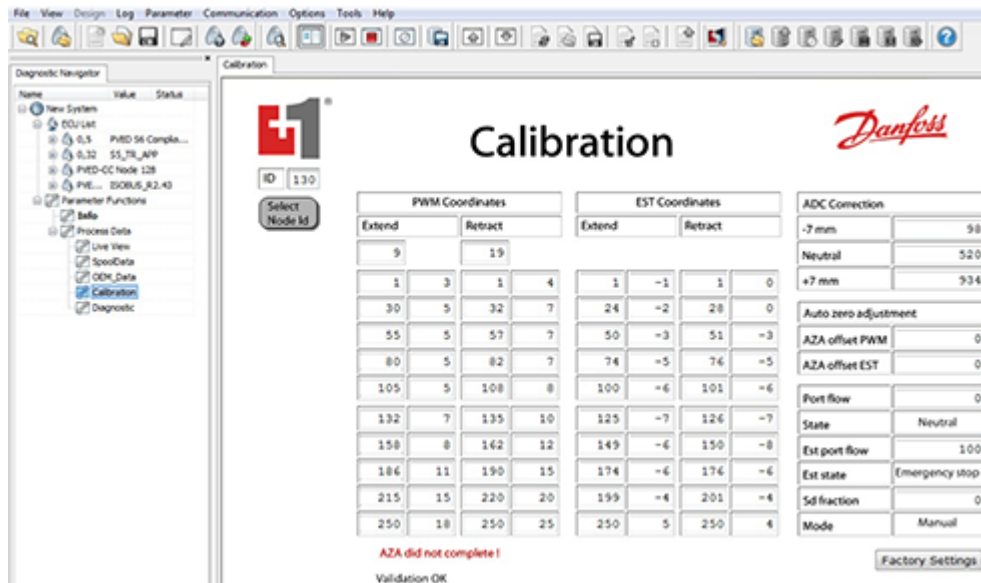 File View Design Log Parameter Communication Options Tools Help
Diagnostic Navigator
Calibration
Name Value Status
New System
ECU List
0,5 PVED S6 Complia...
0,32 S5_TR_APP
PVED-CC Node 128
PVE... ISOBUS_R2.43
Parameter Functions
Info
Process Data
Live View
SpoolData
OEM_Data
Calibration
Diagnostic
+1®
Calibration
Danfoss
ID 130
Select
Node Id
PWM Coordinates
Extend Retract
9 19
1 3 1 4
30 5 32 7
55 5 57 7
80 5 82 7
105 5 108 8
132 7 135 10
158 8 162 12
186 11 190 15
215 15 220 20
250 18 250 25
EST Coordinates
Extend Retract
1 -1 1 0
24 -2 28 0
50 -3 51 -3
74 -5 76 -5
100 -6 101 -6
125 -7 126 -7
149 -6 150 -8
174 -6 176 -6
199 -4 201 -4
250 5 250 4
ADC Correction
-7 mm 98
Neutral 520
+7 mm 934
Auto zero adjustment
AZA offset PWM 0
AZA offset EST 0
Port flow 0
State Neutral
Est port flow 100
Est state Emergency stop
Sd fraction 0
Mode Manual
AZA did not complete !
Validation OK
Factory Settings